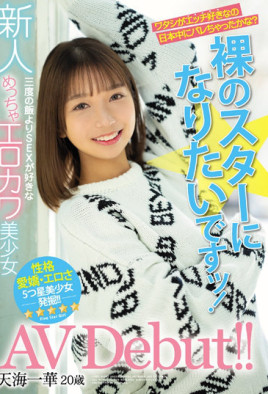 ワタシがエッチ好きなの
日本中にバレちゃったかな?
裸のスターに
なりたいですッ!
新人
三度の飯よりSEXが好きな
めっちゃエロカワ美少女
性格
愛嬌・エロさ
5つ星美少女
発掘!!
AV Debut!!
天海一華 20歳
BEYOND